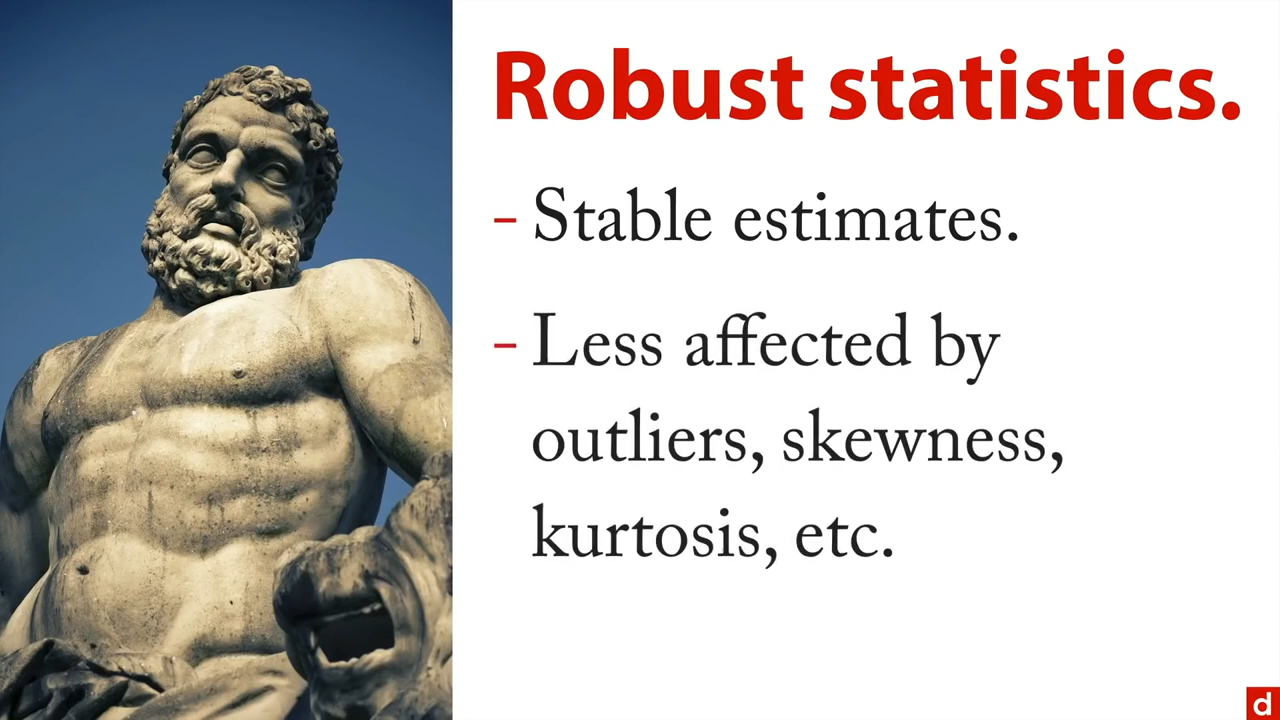 Robust statistics.
- Stable estimates.
- Less affected by
outliers, skewness,
kurtosis, etc.
d